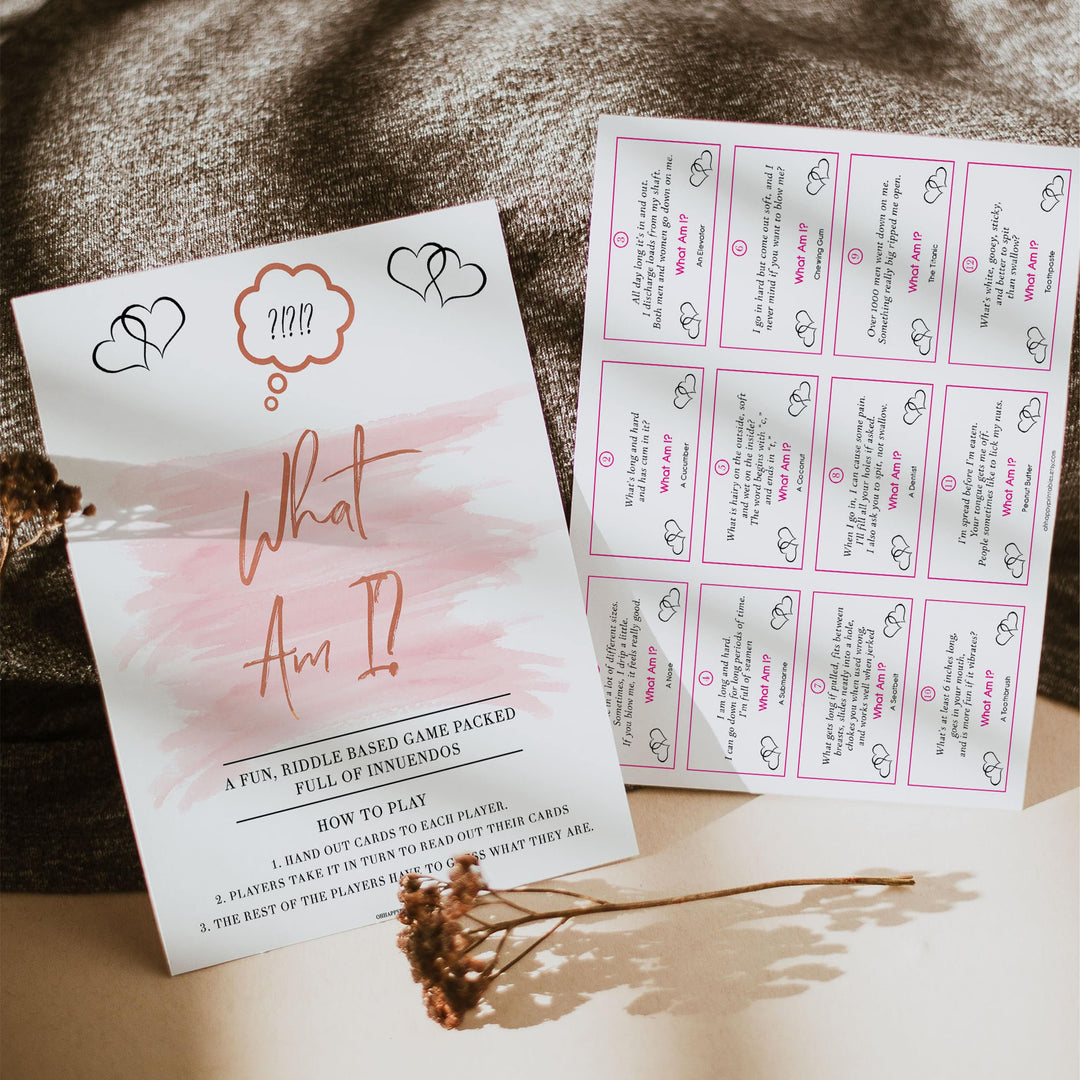 ?!?!?
What
Am I?
A FUN, RIDDLE BASED GAME PACKED
FULL OF INNUENDOS
HOW TO PLAY
1. HAND OUT CARDS TO EACH PLAYER.
2. PLAYERS TAKE IT IN TURN TO READ OUT THEIR CARDS
3. THE REST OF THE PLAYERS HAVE TO GUESS WHAT THEY ARE.
in a lot of different sizes.
Sometimes, I drip a little.
If you blow me, it feels really good.
What Am I?
A Nose
2
What's long and hard
and has cum in it?
What Am I?
A Cucumber
3
All day long it's in and out.
I discharge loads from my shaft.
Both men and women go down on me.
What Am I?
An Elevator
4
I am long and hard.
I can go down for long periods of time.
I'm full of seamen
What Am I?
A Submarine
5
What is hairy on the outside, soft
and wet on the inside?
The word begins with "c,"
and ends in "t,"
What Am I?
A Coconut
6
I go in hard but come out soft, and I
never mind if you want to blow me?
What Am I?
Chewing Gum
7
What gets long if pulled, fits between
breasts, slides neatly into a hole,
chokes you when used wrong,
and works well when jerked
What Am I?
A Seatbelt
8
When I go in, I can cause some pain.
I'll fill all your holes if asked.
I also ask you to spit, not swallow.
What Am I?
A Dentist
9
Over 1000 men went down on me.
Something really big ripped me open.
What Am I?
The Titanic
10
What's at least 6 inches long,
goes in your mouth,
and is more fun if it vibrates?
What Am I?
A Toothbrush
11
I'm spread before I'm eaten.
Your tongue gets me off.
People sometimes like to lick my nuts.
What Am I?
Peanut Butter
12
What's white, gooey, sticky,
and better to spit
than swallow?
What Am I?
Toothpaste
ohhappyprintables.etsy.com